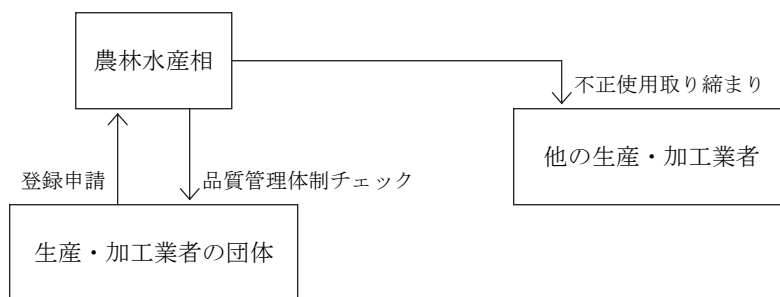 農林水産相
不正使用取り締まり
他の生産・加工業者
登録申請
品質管理体制チェック
生産・加工業者の団体